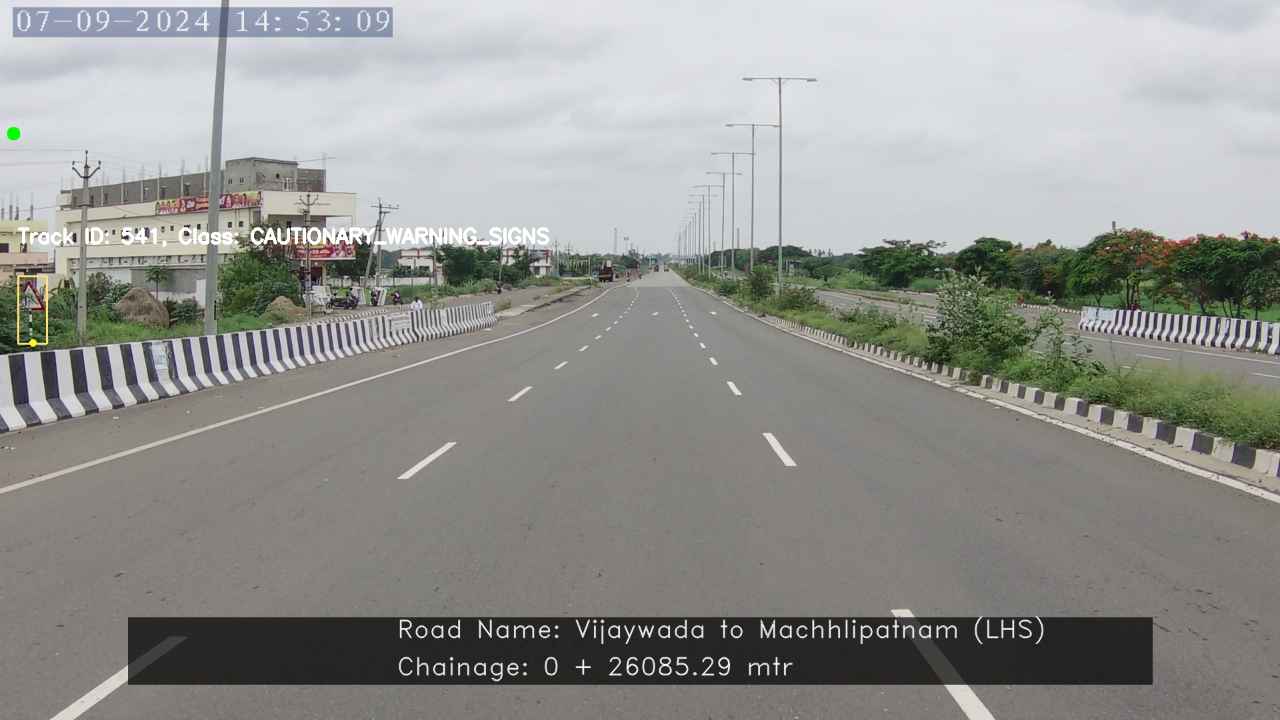 07-09-2024 14:53:09
Track ID: 541, Class: CAUTIONARY_WARNING_SIGNS
Road Name: Vijaywada to Machhlipatnam (LHS)
Chainage: 0 + 26085.29 mtr